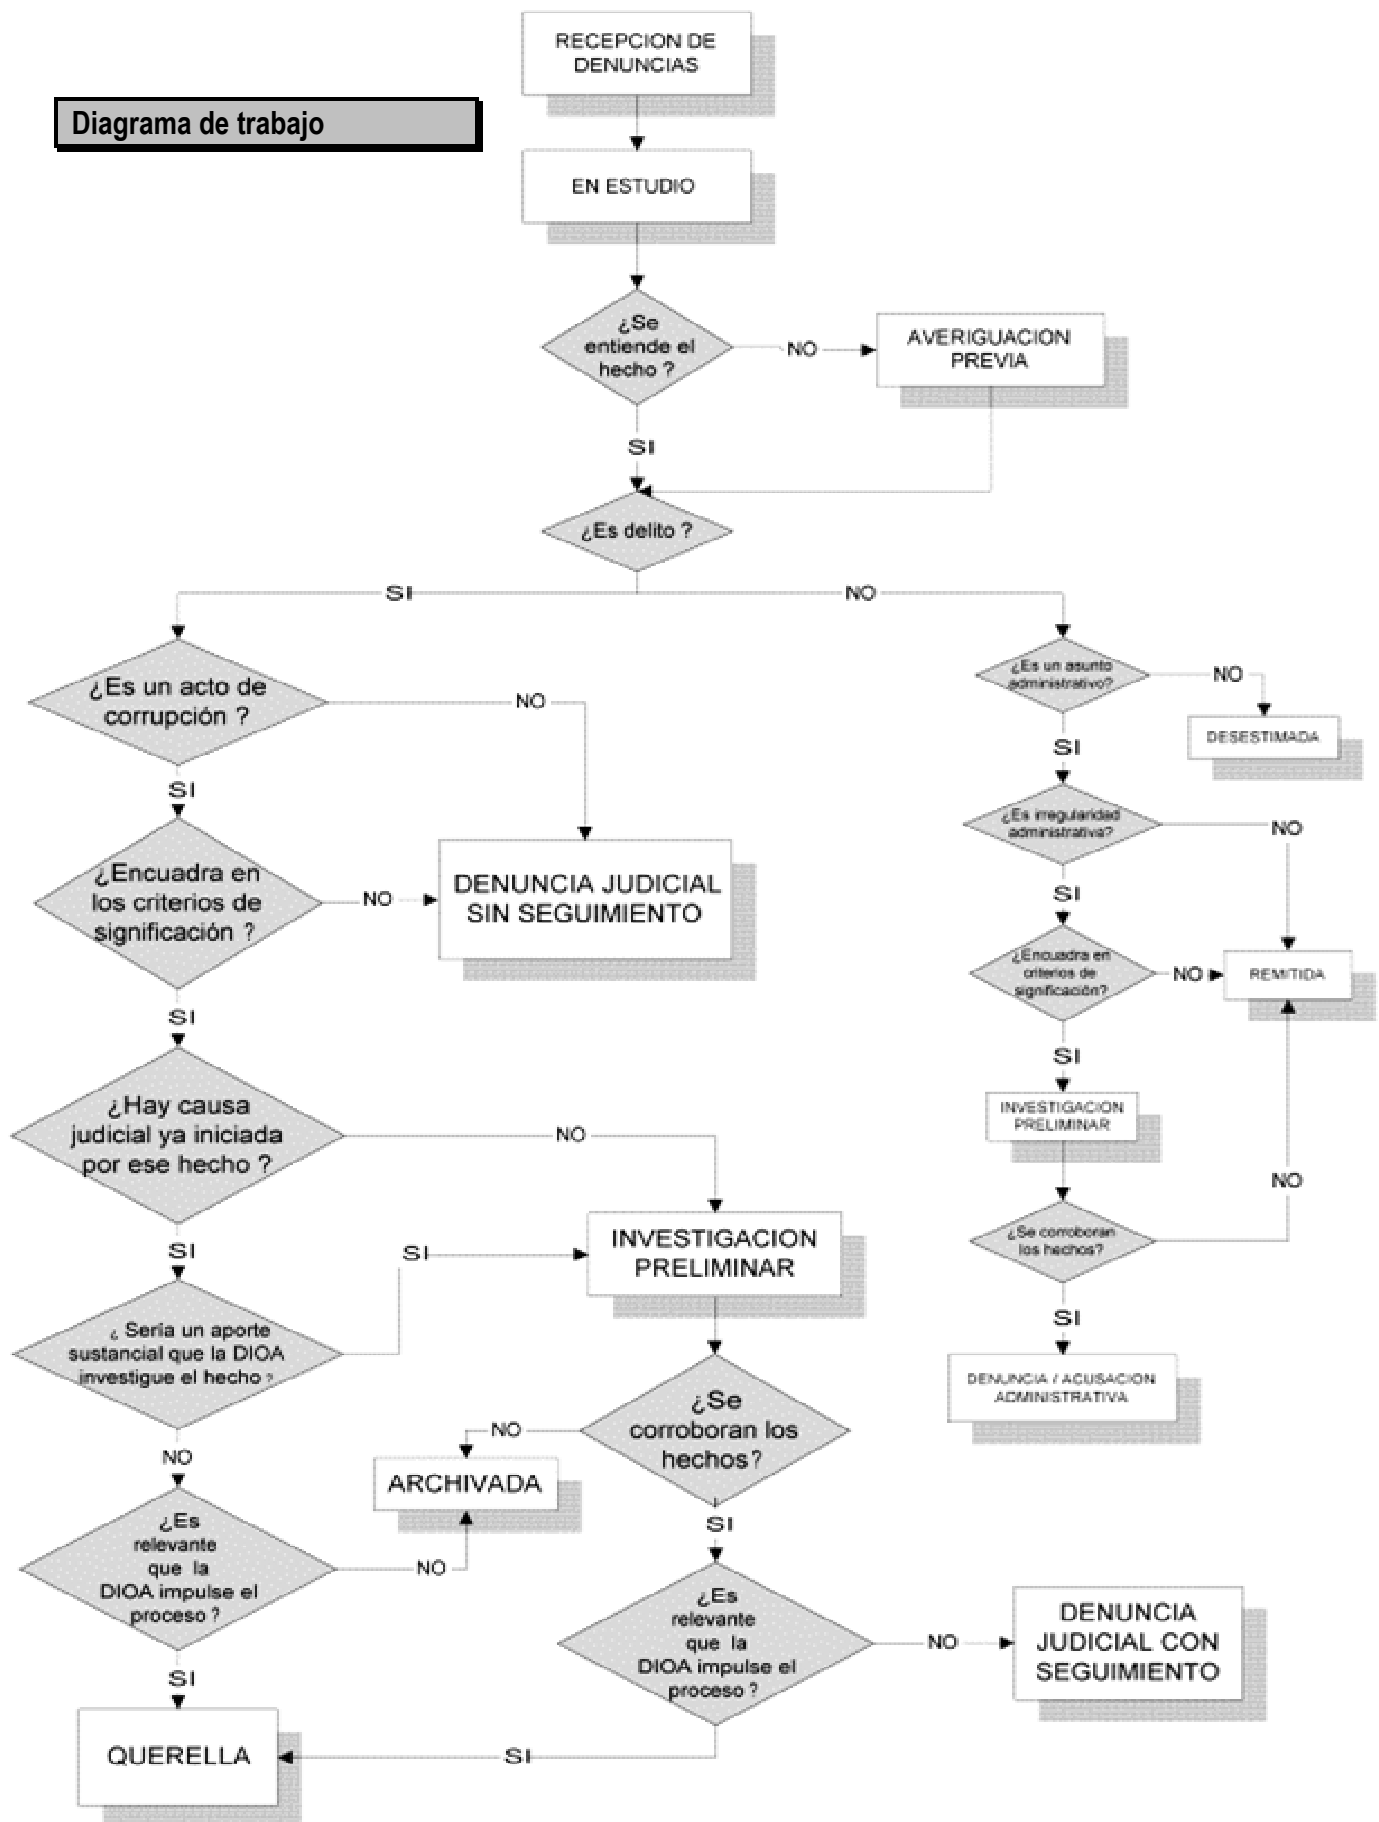 RECEPCION DE
DENUNCIAS
Diagrama de trabajo
EN ESTUDIO
¿Se
entiende el
hecho ?
NO
AVERIGUACION
PREVIA
SI
¿Es delito ?
SI
NO
¿Es un acto de
corrupción ?
NO
SI
¿Encuadra en
los criterios de
significación ?
NO
DENUNCIA JUDICIAL
SIN SEGUIMIENTO
SI
¿Hay causa
judicial ya iniciada
por ese hecho ?
NO
SI
¿ Seria un aporte
sustancial que la DIOA
investigue el hecho ?
SI
INVESTIGACION
PRELIMINAR
NO
¿Se
corroboran los
hechos?
NO
ARCHIVADA
¿Es
relevante
que la
DIOA impulse el
proceso ?
NO
SI
¿Es
relevante
que la
DIOA impulse el
proceso ?
NO
DENUNCIA
JUDICIAL CON
SEGUIMIENTO
SI
QUERELLA
SI
¿Es un asunto
administrativo?
NO
DESESTIMADA
SI
¿Es irregularidad
administrativa?
NO
SI
¿Encuadra en
criterios de
significación?
NO
REMITIDA
SI
INVESTIGACION
PRELIMINAR
NO
¿Se corroboran
los hechos?
SI
DENUNCIA / ACUSACION
ADMINISTRATIVA